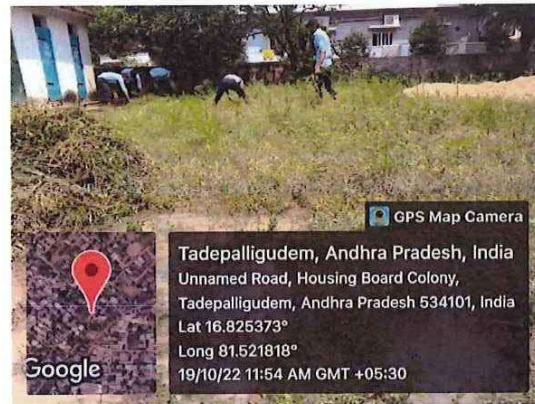 GPS Map Camera
Tadepalligudem, Andhra Pradesh, India
Unnamed Road, Housing Board Colony,
Tadepalligudem, Andhra Pradesh 534101, India
Lat 16.825373°
Long 81.521818°
19/10/22 11:54 AM GMT +05:30
Google